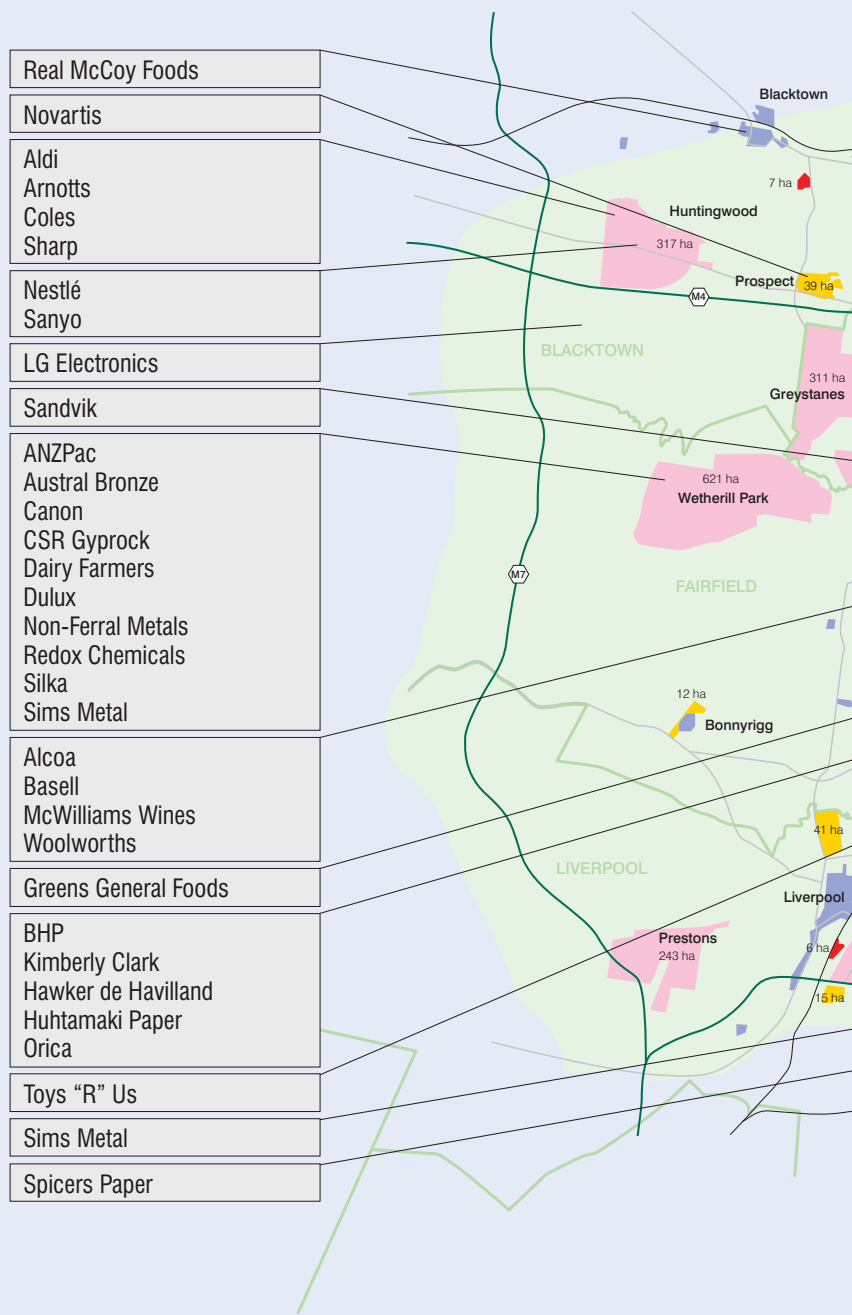 Real McCoy Foods
Novartis
Aldi
Arnotts
Coles
Sharp
Nestlé
Sanyo
LG Electronics
Sandvik
ANZPac
Austral Bronze
Canon
CSR Gyprock
Dairy Farmers
Dulux
Non-Ferral Metals
Redox Chemicals
Silka
Sims Metal
Alcoa
Basell
McWilliams Wines
Woolworths
Greens General Foods
BHP
Kimberly Clark
Hawker de Havilland
Huhtamaki Paper
Orica
Toys “R” Us
Sims Metal
Spicers Paper
Blacktown
7 ha
Huntingwood
317 ha
Prospect
39 ha
M4
BLACKTOWN
311 ha
Greystanes
621 ha
Wetherill Park
M7
FAIRFIELD
12 ha
Bonnyrigg
41 ha
LIVERPOOL
Liverpool
Prestons
243 ha
6 ha
15 ha